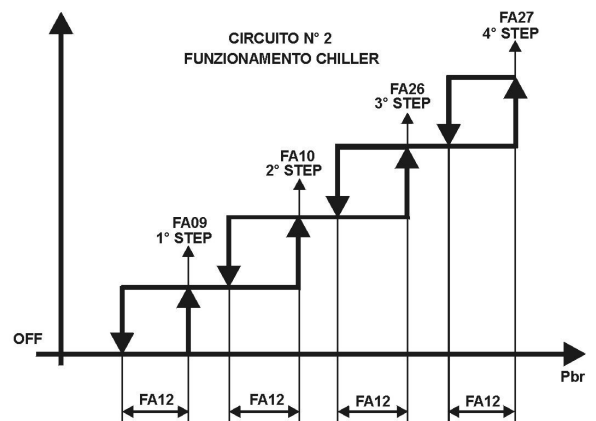 CIRCUITO N° 2
FUNZIONAMENTO CHILLER
FA27
4° STEP
FA26
3° STEP
FA10
2° STEP
FA09
1° STEP
OFF
Pbr
FA12
FA12
FA12
FA12